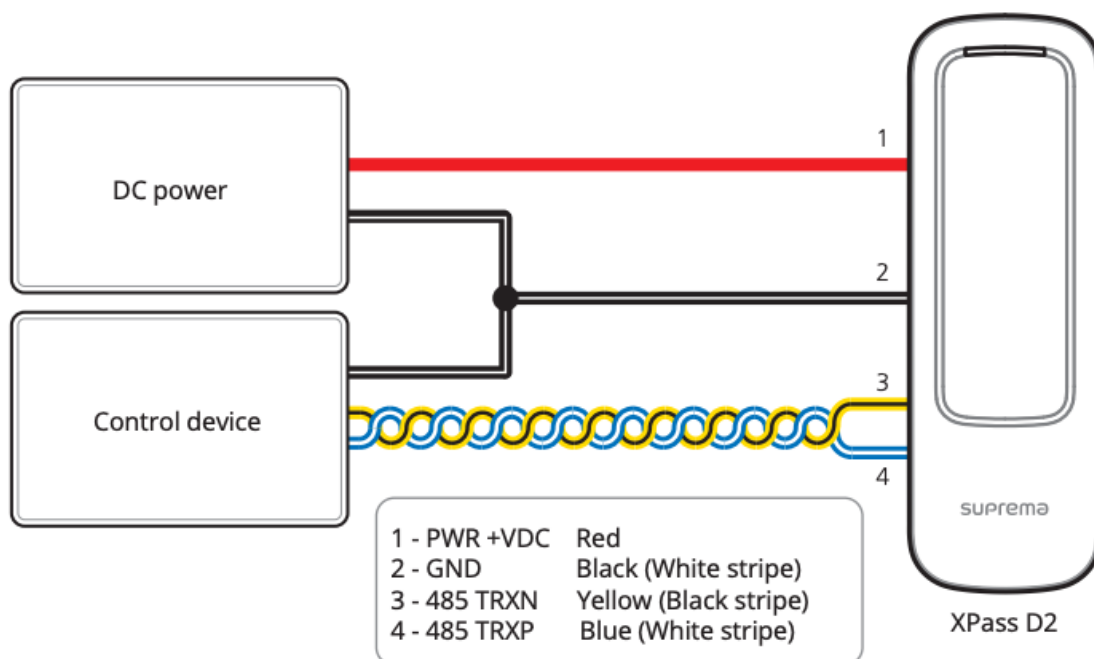 DC power
1
2
Control device
3
4
suprema
XPass D2
1 - PWR +VDC Red
2 - GND Black (White stripe)
3 - 485 TRXN Yellow (Black stripe)
4 - 485 TRXP Blue (White stripe)